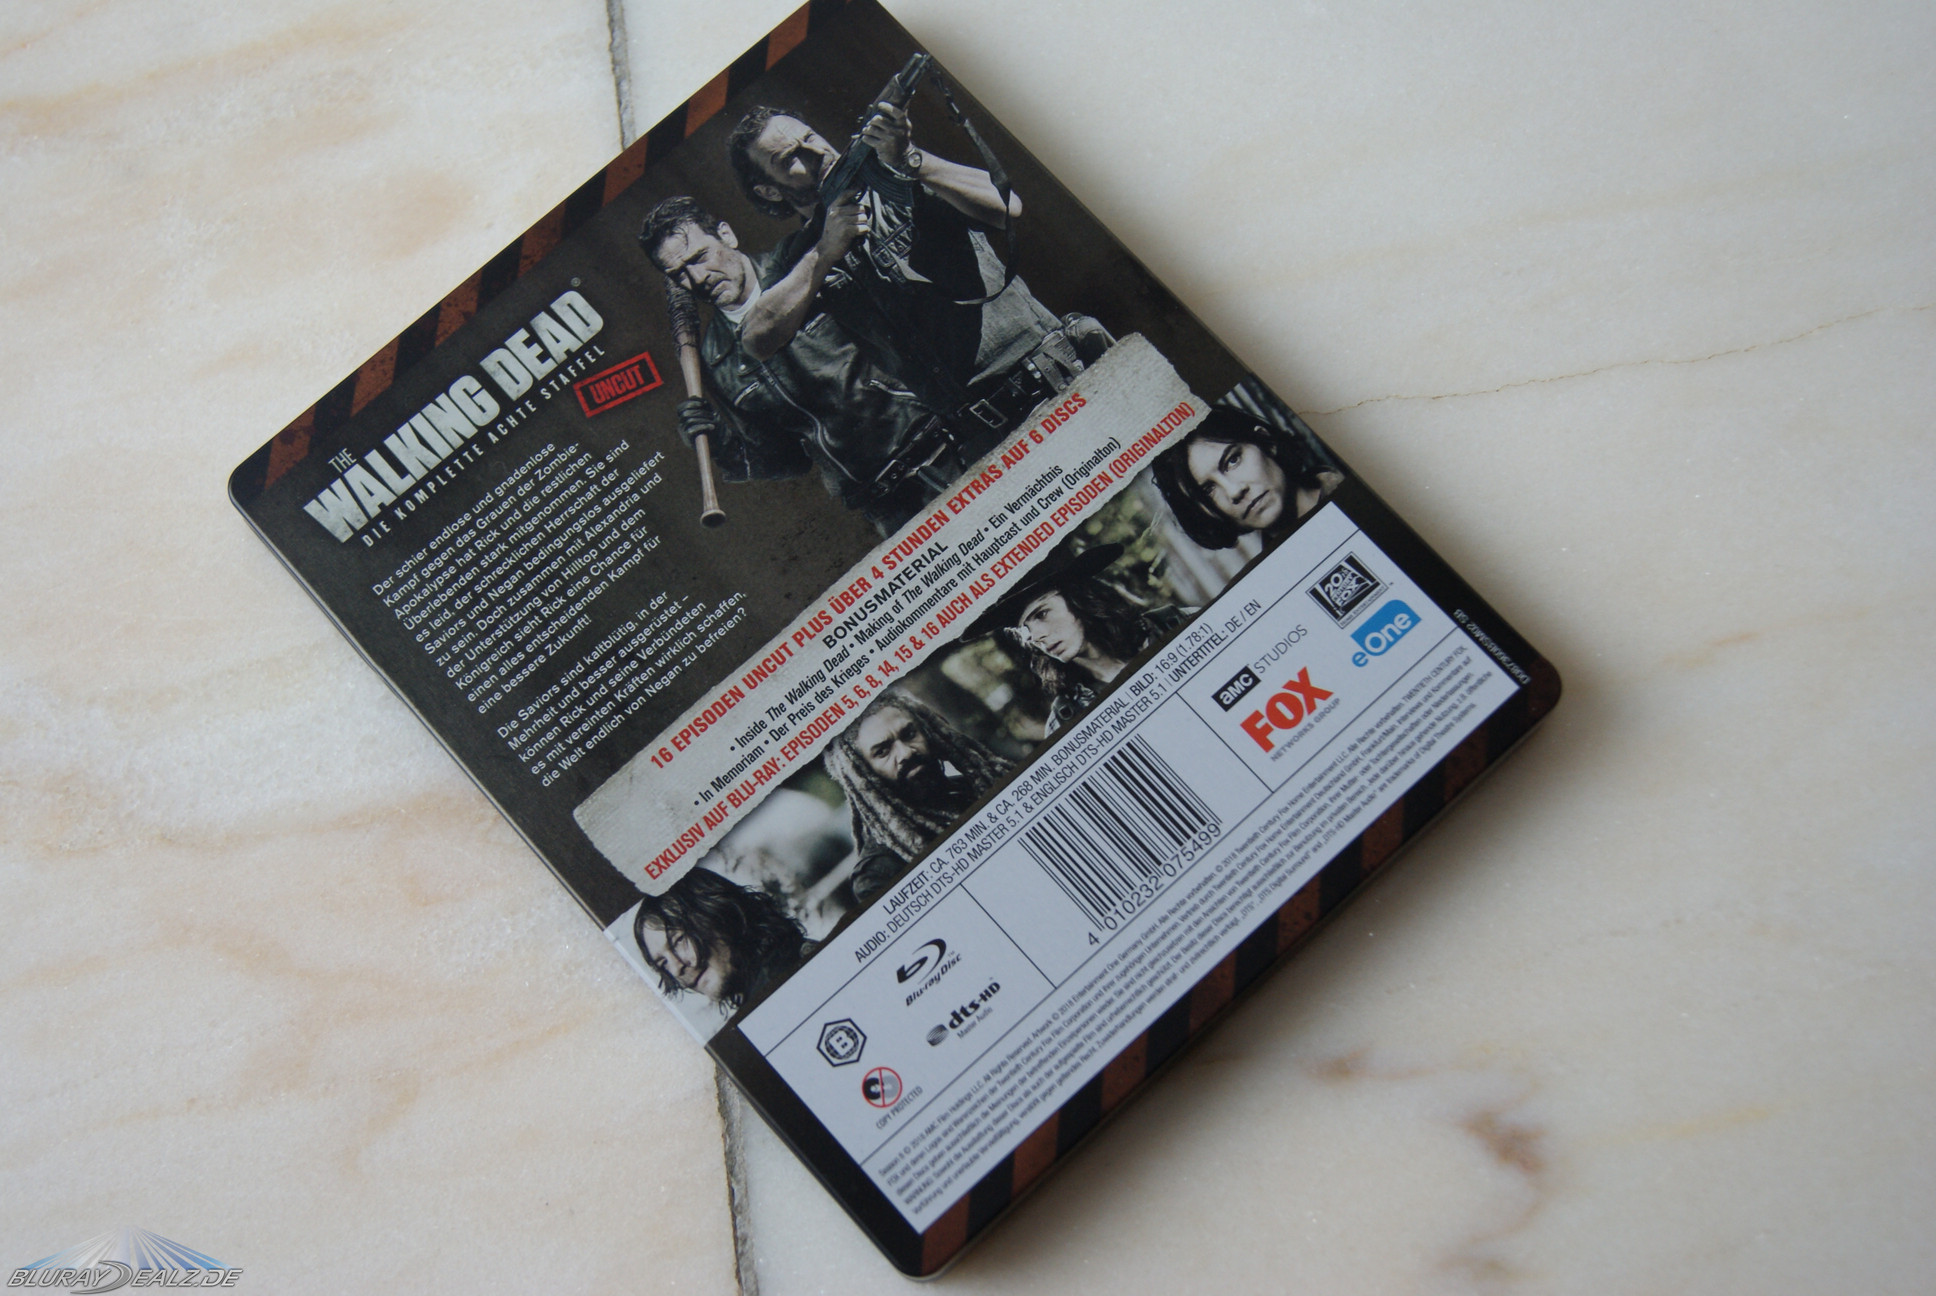 THE
WALKING DEAD®
DIE KOMPLETTE ACHTE STAFFEL
UNCUT
Der schier endlose und gnadenlose
Kampf gegen das Grauen der Zombie-
Apokalypse hat Rick und die restlichen
Überlebenden stark mitgenommen. Sie sind
es leid, der schrecklichen Herrschaft der
Saviors und Negan bedingungslos ausgeliefert
zu sein. Doch zusammen mit Alexandria und
der Unterstützung von Hilltop und dem
Königreich sieht Rick eine Chance für
einen alles entscheidenden Kampf für
eine bessere Zukunft!
Die Saviors sind kaltblütig, in der
Mehrheit und besser ausgerüstet –
können Rick und seine Verbündeten
es mit vereinten Kräften wirklich schaffen,
die Welt endlich von Negan zu befreien?
16 EPISODEN UNCUT PLUS ÜBER 4 STUNDEN EXTRAS AUF 6 DISCS
BONUSMATERIAL
• Inside The Walking Dead • Making of The Walking Dead • Ein Vermächtnis
• In Memoriam • Der Preis des Krieges • Audiokommentare mit Hauptcast und Crew (Originalton)
EXKLUSIV AUF BLU-RAY: EPISODEN 5, 6, 8, 14, 15 & 16 AUCH ALS EXTENDED EPISODEN (ORIGINALTON)
LAUFZEIT: CA. 763 MIN. & CA. 268 MIN. BONUSMATERIAL | BILD: 16:9 (1.78:1)
AUDIO: DEUTSCH DTS-HD MASTER 5.1 & ENGLISCH DTS-HD MASTER 5.1 | UNTERTITEL: DE / EN
B
COPY PROTECTED
Blu-ray Disc
dts-HD
Master Audio
4 010232 075499
amc STUDIOS
FOX
NETWORKS GROUP
20th
CENTURY
FOX
eOne
BLURAYDEALZ.DE